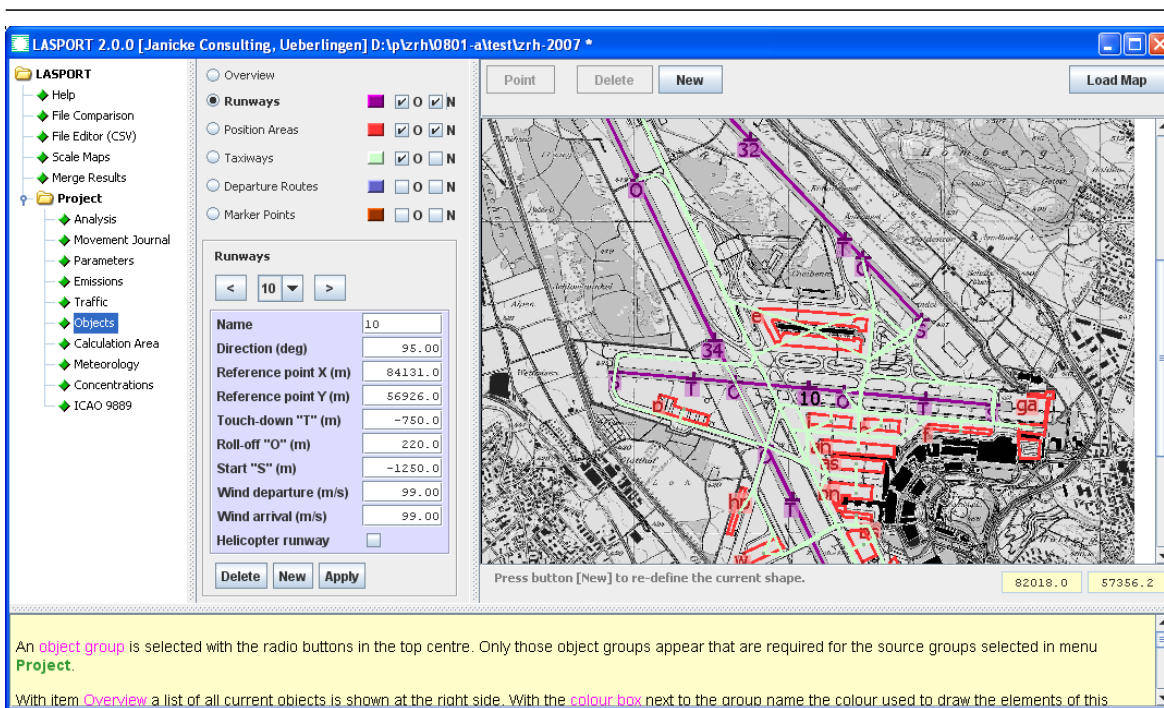 LASPORT 2.0.0 [Janicke Consulting, Ueberlingen] D:\p\zrh\0801-a\test\zrh-2007 *
LASPORT
Help
File Comparison
File Editor (CSV)
Scale Maps
Merge Results
Project
Analysis
Movement Journal
Parameters
Emissions
Traffic
Objects
Calculation Area
Meteorology
Concentrations
ICAO 9889
Overview
Runways O N
Position Areas O N
Taxiways O N
Departure Routes O N
Marker Points O N
Runways
< 10 >
Name 10
Direction (deg) 95.00
Reference point X (m) 84131.0
Reference point Y (m) 56926.0
Touch-down "T" (m) -750.0
Roll-off "O" (m) 220.0
Start "S" (m) -1250.0
Wind departure (m/s) 99.00
Wind arrival (m/s) 99.00
Helicopter runway
Delete New Apply
Point Delete New Load Map
32
O
T
O
S
e
34
S
T
O
10
O
T
ga
p
f
T
w
Press button [New] to re-define the current shape.
82018.0 57356.2
An object group is selected with the radio buttons in the top centre. Only those object groups appear that are required for the source groups selected in menu
Project.
With item Overview a list of all current objects is shown at the right side. With the colour box next to the group name the colour used to draw the elements of this